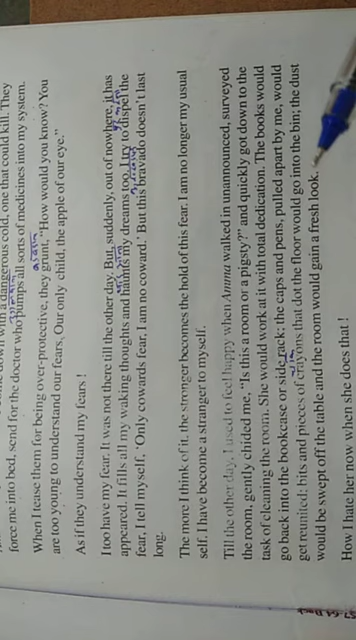 come down with a dangerous cold, one that could kill. They
force me into bed, send for the doctor who pumps all sorts of medicines into my system.
When I tease them for being over-protective, they grunt, "How would you know? You
are too young to understand our fears, Our only child, the apple of our eye."
As if they understand my fears !
I too have my fear. It was not there till the other day. But, suddenly, out of nowhere, it has
appeared. It fills all my waking thoughts and haunts my dreams too. I try to dispel the
fear, I tell myself, 'Only cowards fear, I am no coward.' But this bravado doesn't last
long.
The more I think of it, the stronger becomes the hold of this fear. I am no longer my usual
self. I have become a stranger to myself.
Till the other day, I used to feel happy when Amma walked in unannounced, surveyed
the room, gently chided me, "Is this a room or a pigsty?" and quickly got down to the
task of cleaning the room. She would work at it with total dedication. The books would
go back into the bookcase or side rack; the caps and pens, pulled apart by me, would
get reunited; bits and pieces of crayons that dot the floor would go into the bin; the dust
would be swept off the table and the room would gain a fresh look.
How I hate her now when she does that !